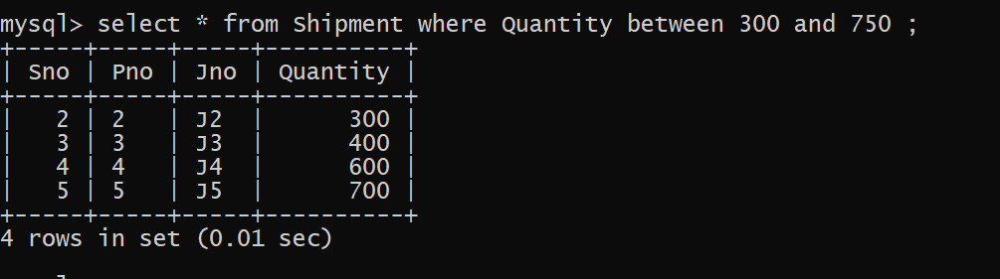 mysql> select * from Shipment where Quantity between 300 and 750 ;
+-----+-----+-----+----------+
| Sno | Pno | Jno | Quantity |
+-----+-----+-----+----------+
|   2 | 2   | J2  |      300 |
|   3 | 3   | J3  |      400 |
|   4 | 4   | J4  |      600 |
|   5 | 5   | J5  |      700 |
+-----+-----+-----+----------+
4 rows in set (0.01 sec)